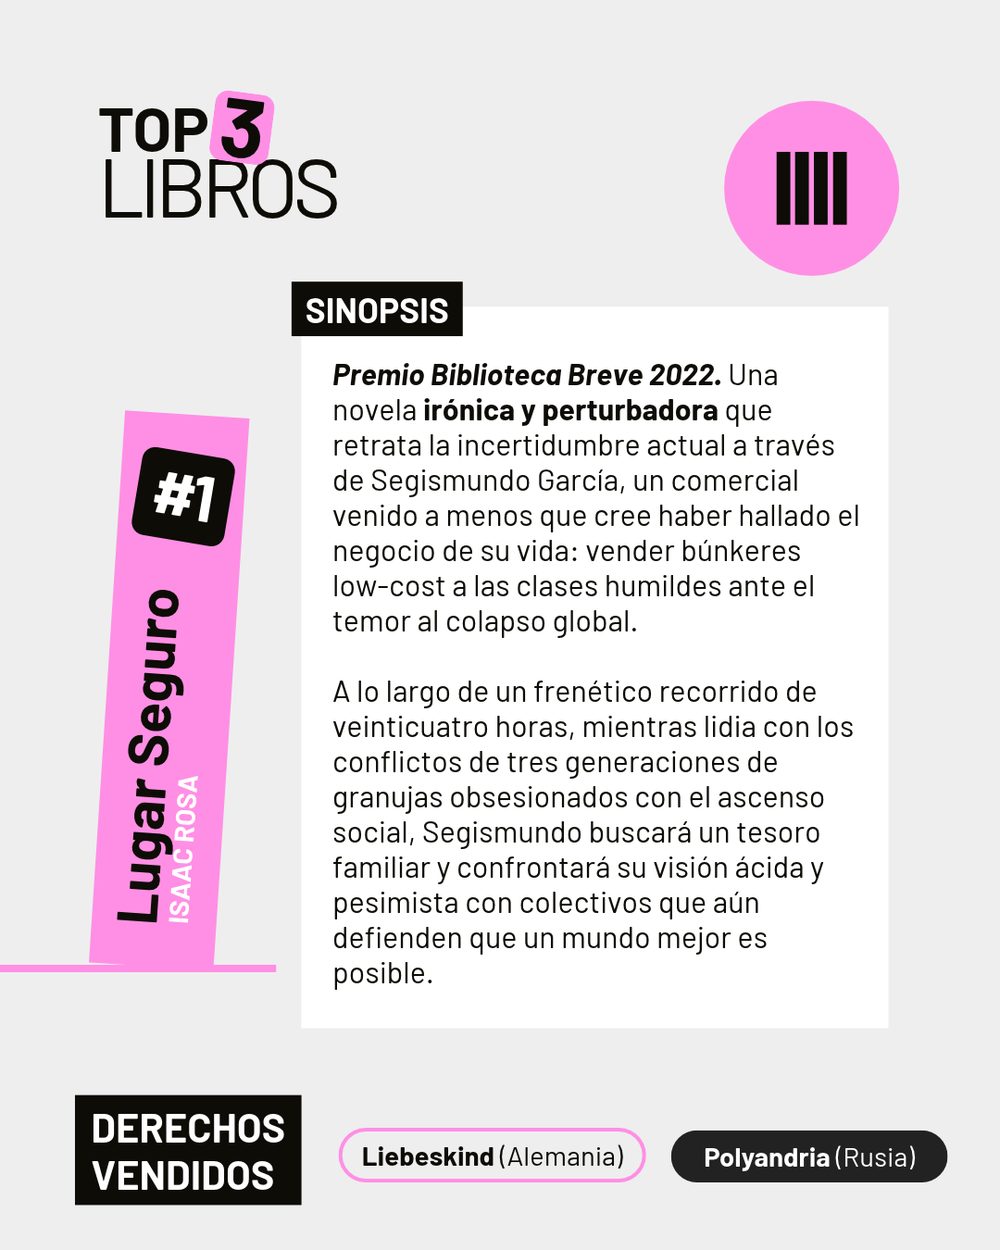 TOP 3
LIBROS
SINOPSIS
Premio Biblioteca Breve 2022. Una
novela irónica y perturbadora que
retrata la incertidumbre actual a través
de Segismundo García, un comercial
venido a menos que cree haber hallado el
negocio de su vida: vender búnkeres
low-cost a las clases humildes ante el
temor al colapso global.
A lo largo de un frenético recorrido de
veinticuatro horas, mientras lidia con los
conflictos de tres generaciones de
granujas obsesionados con el ascenso
social, Segismundo buscará un tesoro
familiar y confrontará su visión ácida y
pesimista con colectivos que aún
defienden que un mundo mejor es
posible.
#1
Lugar Seguro
ISAAC ROSA
DERECHOS
VENDIDOS
Liebeskind (Alemania)
Polyandria (Rusia)